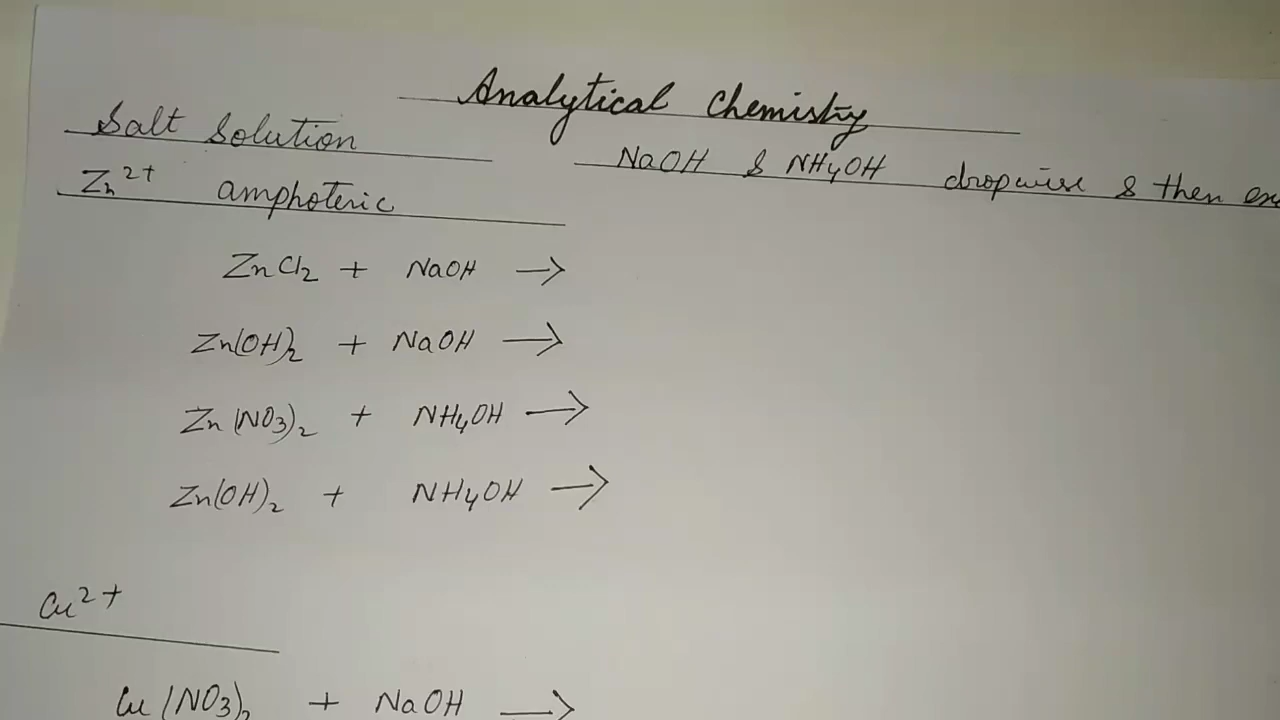 Analytical Chemistry
Salt Solution NaOH & NH4OH dropwise & then
Zn2+ amphoteric
ZnCl2 + NaOH →
Zn(OH)2 + NaOH →
Zn(NO3)2 + NH4OH →
Zn(OH)2 + NH4OH →
Cu2+
Cu(NO3)2 + NaOH →